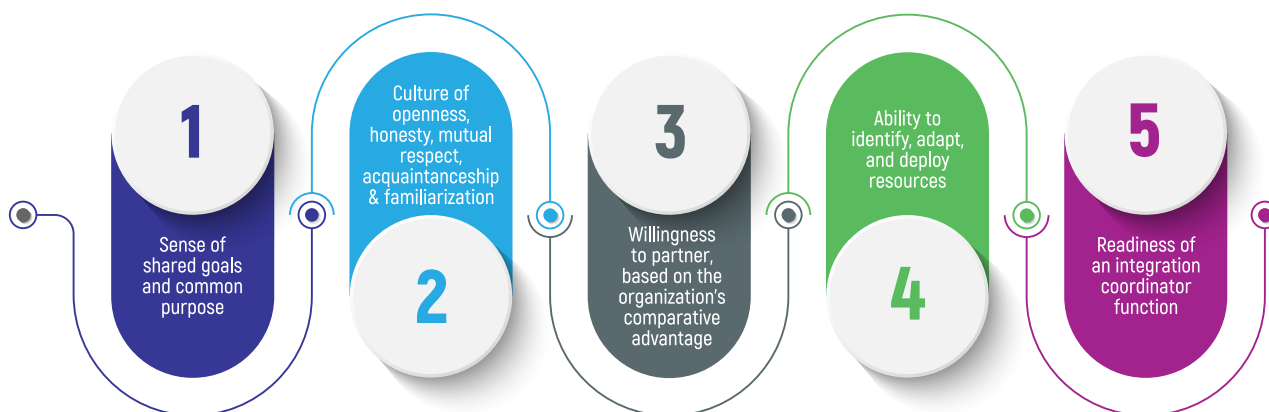 1
Sense of
shared goals
and common
purpose
Culture of
openness,
honesty, mutual
respect,
acquaintanceship
& familiarization
2
3
Willingness
to partner,
based on the
organization's
comparative
advantage
Ability to
identify, adapt,
and deploy
resources
4
5
Readiness of
an integration
coordinator
function